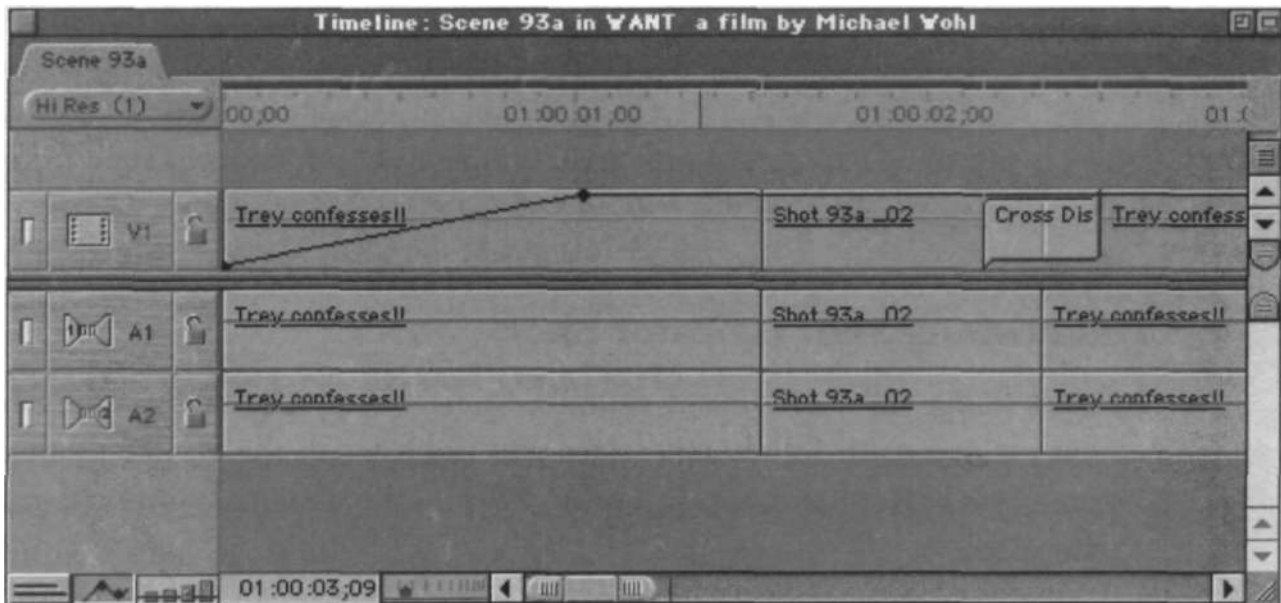 Timeline: Scene 93a in WANT a film by Michael Wohl
Scene 93a
Hi Res (1)
00;00 01:00:01;00 01:00:02;00 01:0
V1 Trey confesses!! Shot 93a _02 Cross Dis Trey confess
A1 Trey confesses!! Shot 93a _02 Trey confesses!!
A2 Trey confesses!! Shot 93a _02 Trey confesses!!
01:00:03;09